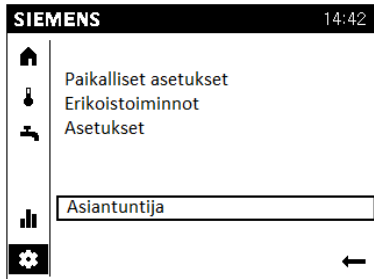 SIEMENS 14:42
Paikalliset asetukset
Erikoistoiminnot
Asetukset
Asiantuntija